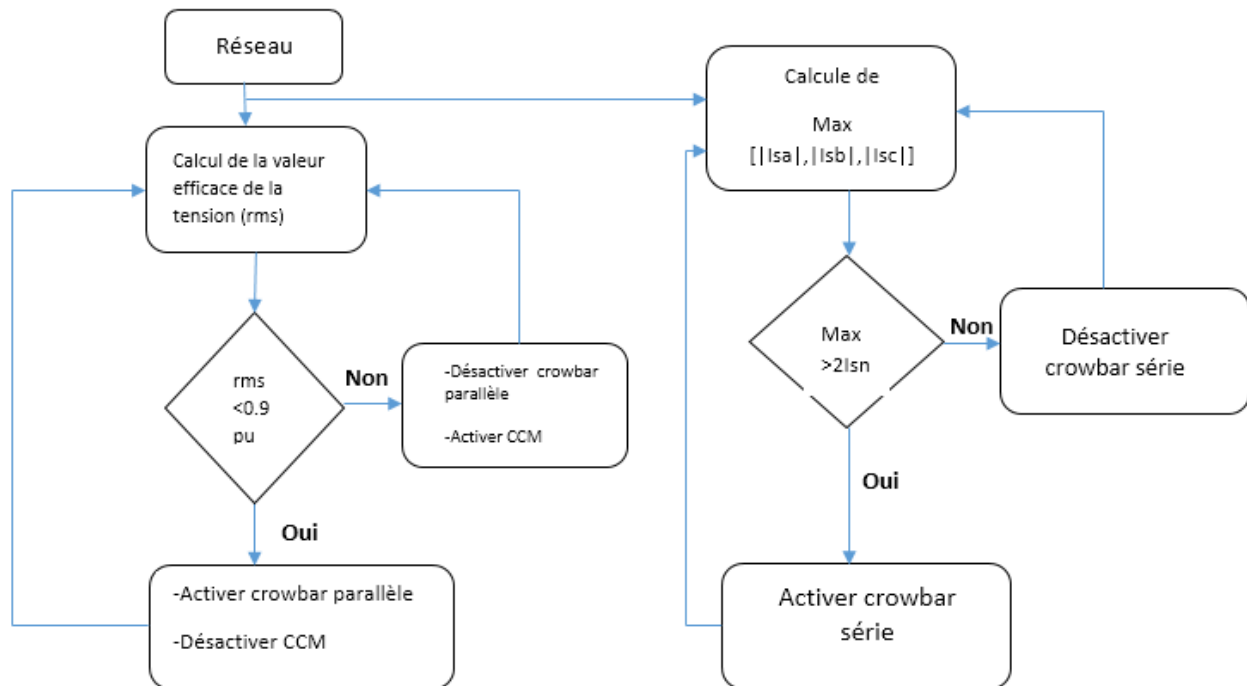 Réseau
Calcul de la valeur
efficace de la
tension (rms)
rms
<0.9
pu
Non
-Désactiver crowbar
parallèle
-Activer CCM
Oui
-Activer crowbar parallèle
-Désactiver CCM
Calcule de
Max
[|Isa|,|Isb|,|Isc|]
Max
>2Isn
Non
Désactiver
crowbar série
Oui
Activer crowbar
série